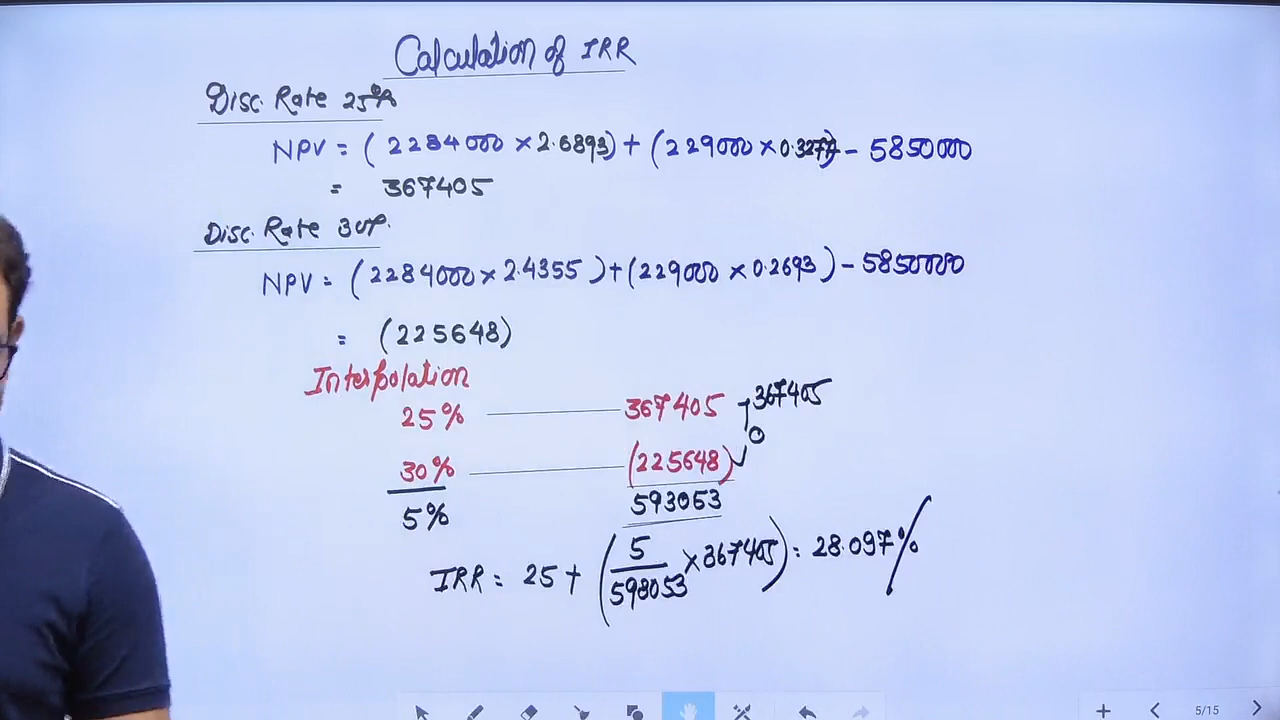 Calculation of IRR
Disc. Rate 25%
NPV = (2284000 × 2.6893) + (229000 × 0.3277) - 5850000
= 367405
Disc. Rate 30%.
NPV = (2284000 × 2.4355) + (229000 × 0.2693) - 5850000
= (225648)
Interpolation
25% 367405 367405
0
30% (225648)
5% 593053
IRR = 25 + (5/593053 × 367405) = 28.097%
5/15